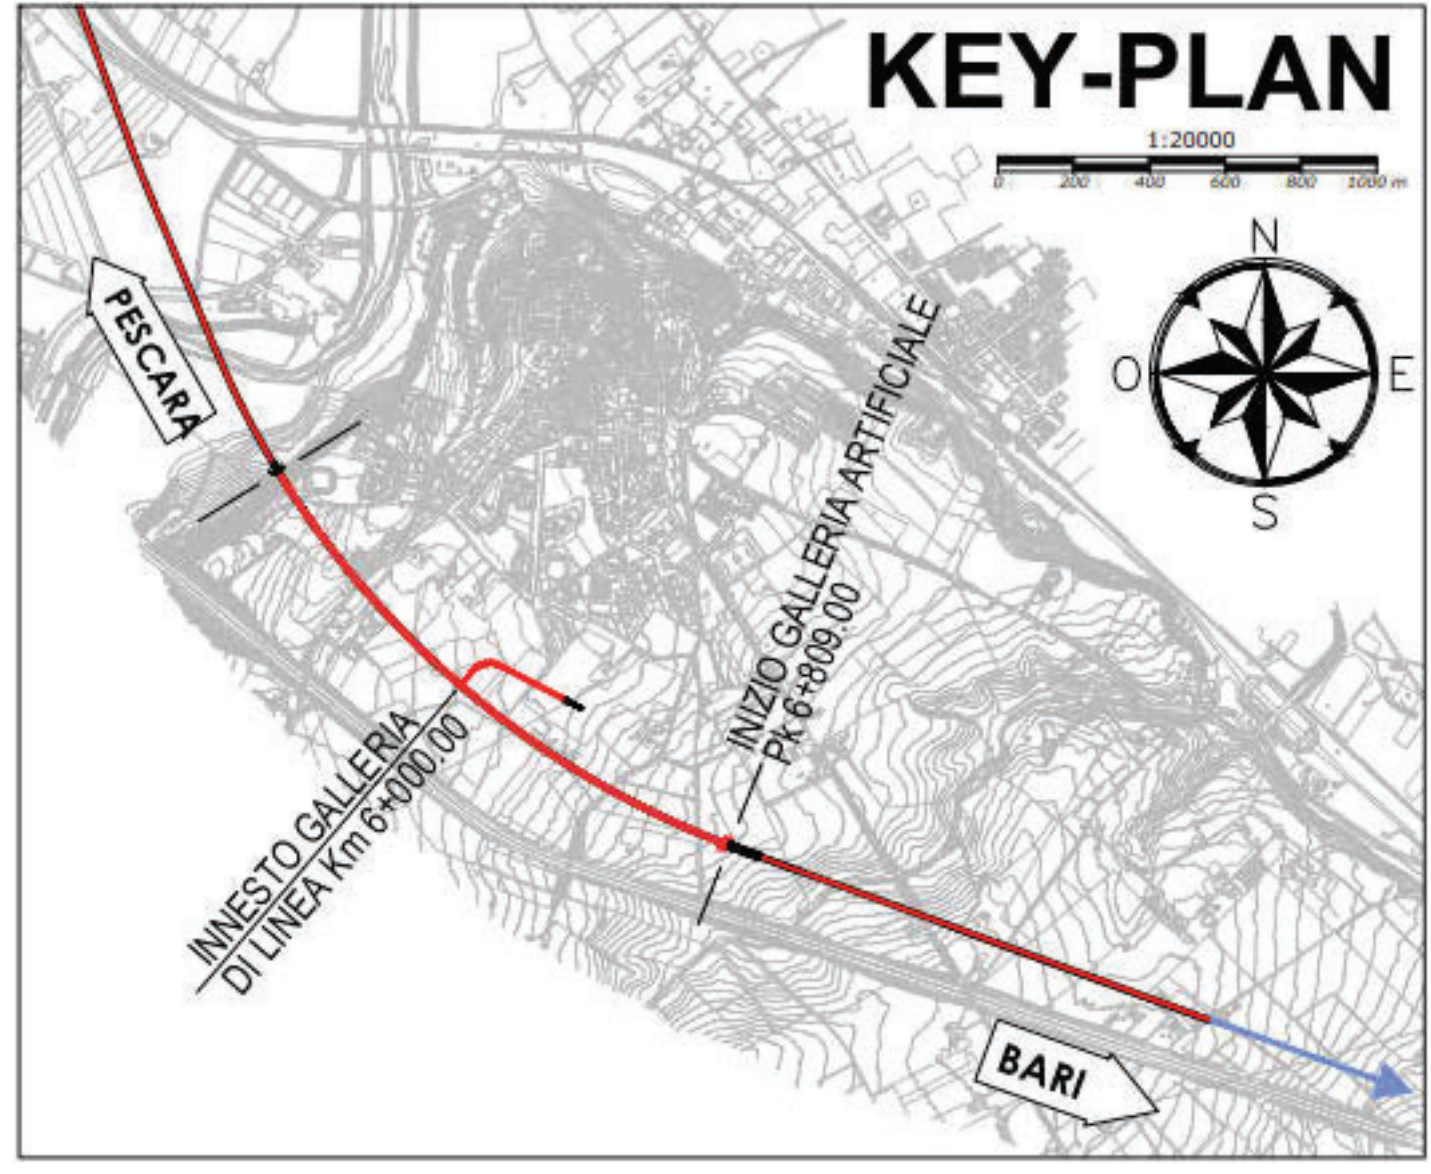 KEY-PLAN
1:20000
0 200 400 600 800 1000 m
N
O E
S
PESCARA
INIZIO GALLERIA ARTIFICIALE
Pk 6+809.00
INNESTO GALLERIA
DI LINEA Km 6+000.00
BARI